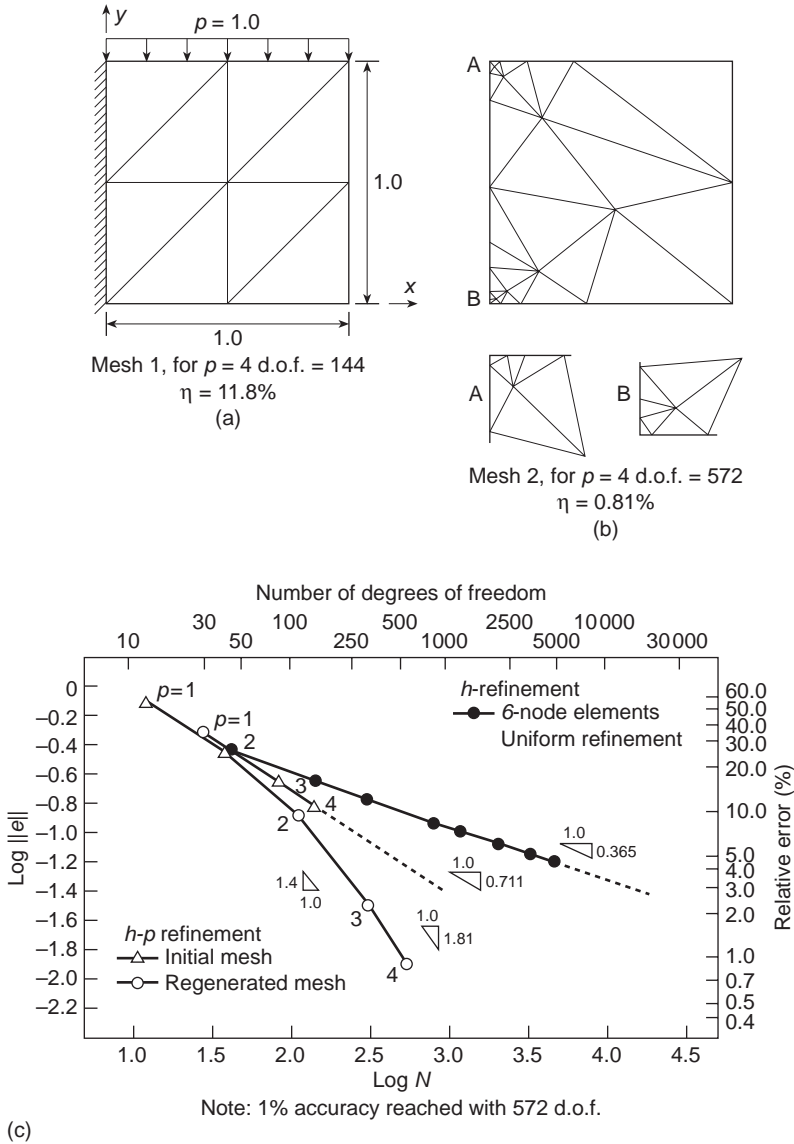 y
p = 1.0
1.0
x
1.0
Mesh 1, for p = 4 d.o.f. = 144
η = 11.8%
(a)
A
B
A
B
Mesh 2, for p = 4 d.o.f. = 572
η = 0.81%
(b)
Number of degrees of freedom
10 30 50 100 250 500 1000 2500 5000 10000 30000
0
−0.2
−0.4
−0.6
−0.8
−1.0
−1.2
−1.4
−1.6
−1.8
−2.0
−2.2
Log ||e||
p=1
p=1
2
3
4
2
3
4
h-refinement
6-node elements
Uniform refinement
1.0
0.365
1.0
0.711
1.4
1.0
1.0
1.81
h-p refinement
Initial mesh
Regenerated mesh
60.0
50.0
40.0
30.0
20.0
10.0
5.0
4.0
3.0
2.0
1.0
0.7
0.5
0.4
Relative error (%)
1.0 1.5 2.0 2.5 3.0 3.5 4.0 4.5
Log N
Note: 1% accuracy reached with 572 d.o.f.
(c)